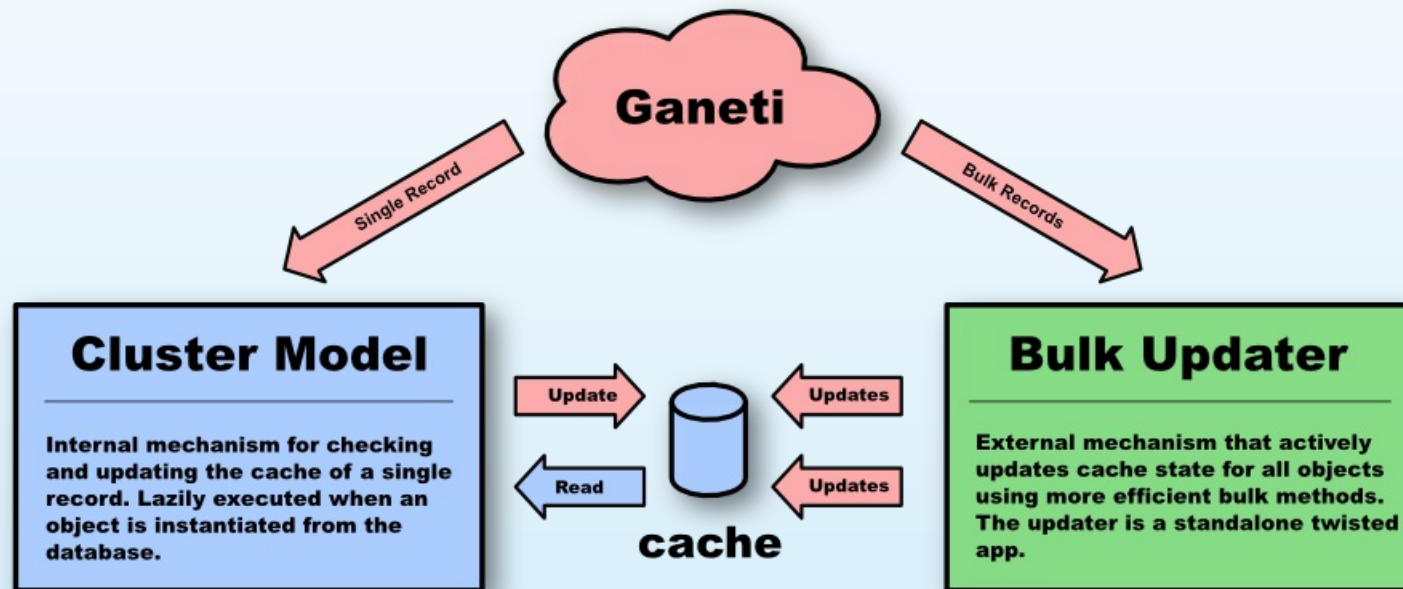 Ganeti
Single Record
Bulk Records
Cluster Model
Internal mechanism for checking
and updating the cache of a single
record. Lazily executed when an
object is instantiated from the
database.
Update
Read
Updates
Updates
cache
Bulk Updater
External mechanism that actively
updates cache state for all objects
using more efficient bulk methods.
The updater is a standalone twisted
app.